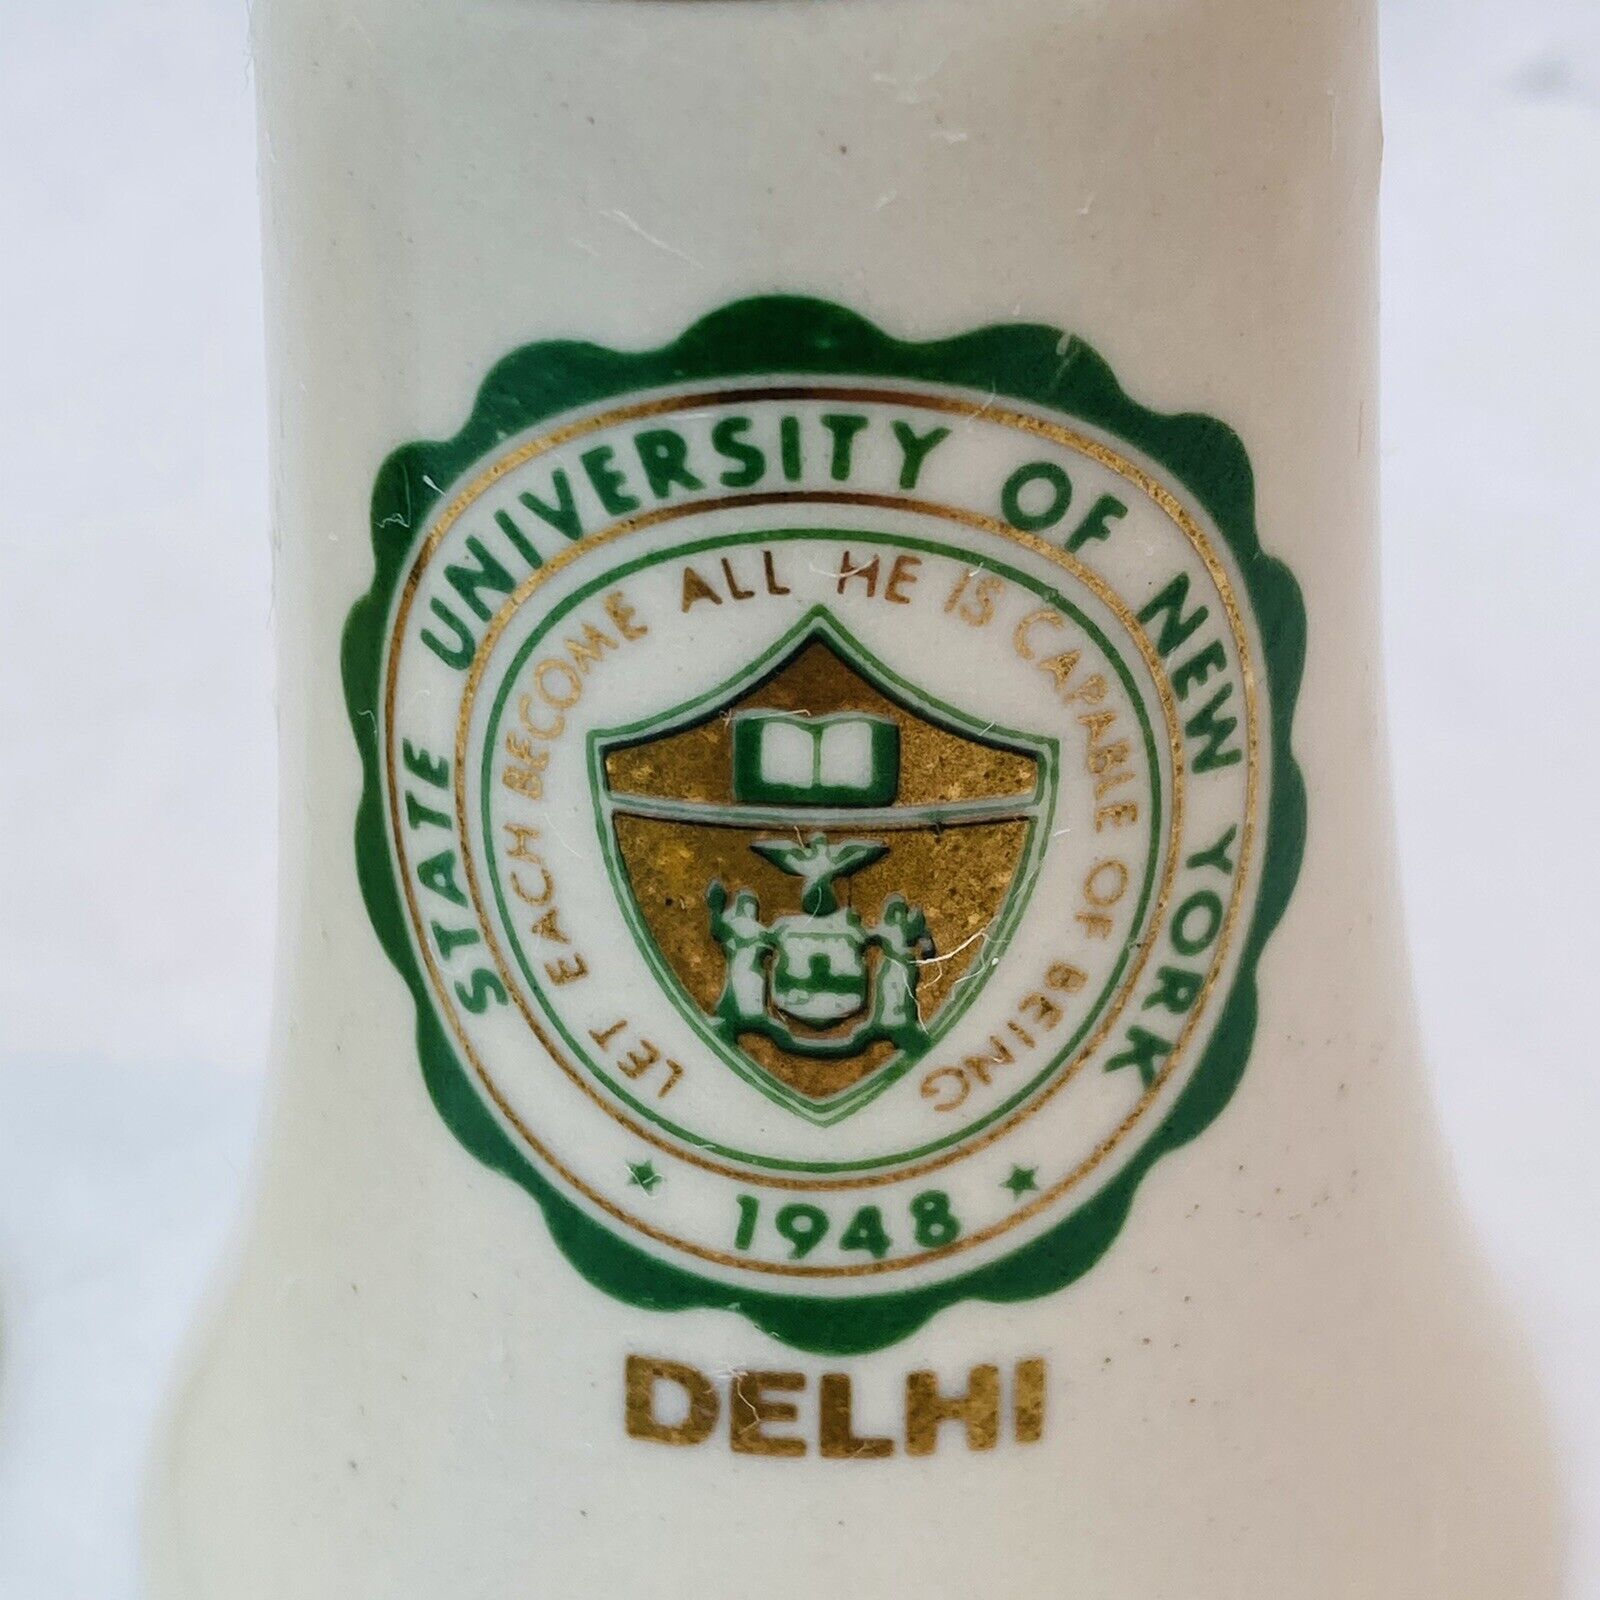 STATE UNIVERSITY OF NEW YORK
LET EACH BECOME ALL HE IS CAPABLE OF BEING
1948
DELHI